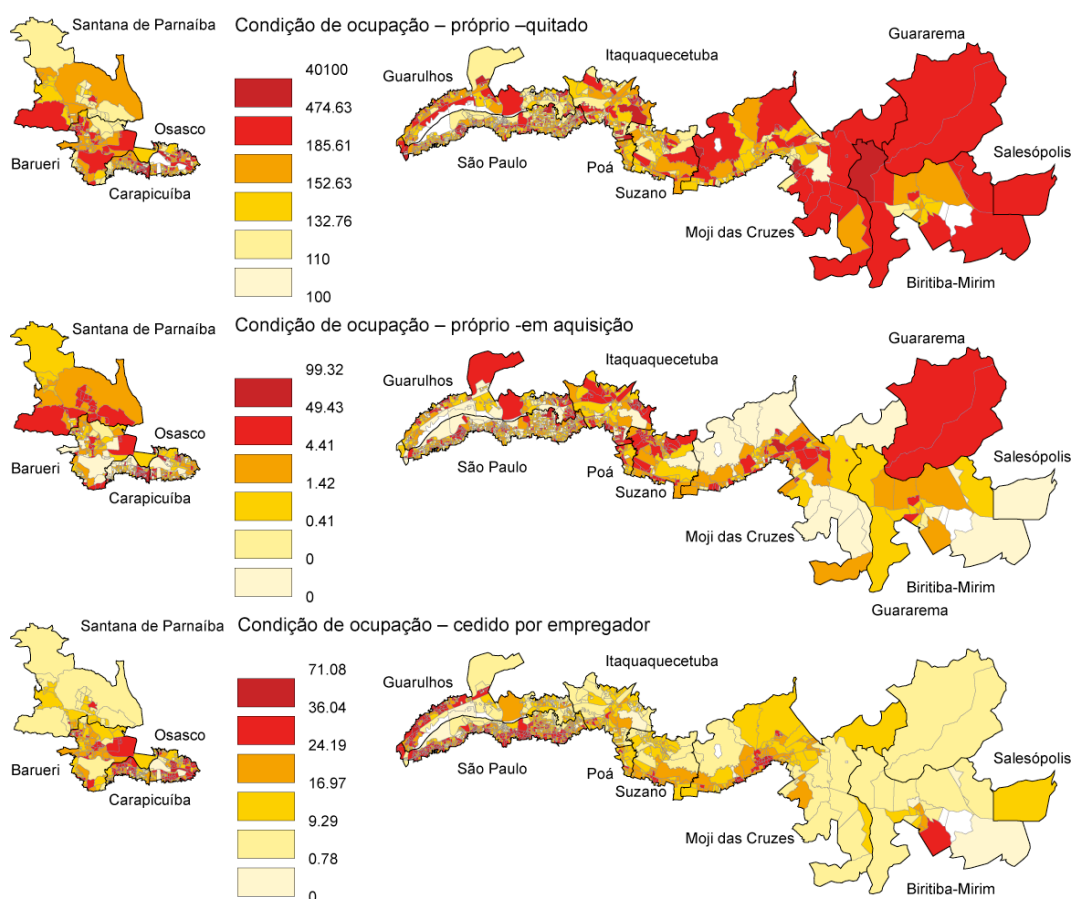 Santana de Parnaíba
Condição de ocupação – próprio –quitado
Guararema
40100
474.63
185.61
152.63
132.76
110
100
Guarulhos
Itaquaquecetuba
Osasco
Barueri
Carapicuíba
São Paulo
Poá
Suzano
Salesópolis
Moji das Cruzes
Biritiba-Mirim
Santana de Parnaíba
Condição de ocupação – próprio -em aquisição
Guararema
99.32
49.43
4.41
1.42
0.41
0
0
Guarulhos
Itaquaquecetuba
Osasco
Barueri
Carapicuíba
São Paulo
Poá
Suzano
Salesópolis
Moji das Cruzes
Biritiba-Mirim
Guararema
Santana de Parnaíba
Condição de ocupação – cedido por empregador
71.08
36.04
24.19
16.97
9.29
0.78
0
Guarulhos
Itaquaquecetuba
Osasco
Barueri
Carapicuíba
São Paulo
Poá
Suzano
Salesópolis
Moji das Cruzes
Biritiba-Mirim